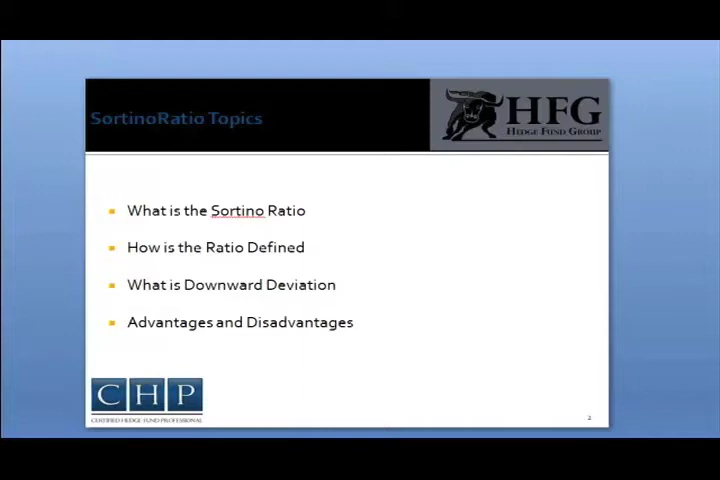 SortinoRatio Topics
HFG
HEDGE FUND GROUP
What is the Sortino Ratio
How is the Ratio Defined
What is Downward Deviation
Advantages and Disadvantages
CHP
CERTIFIED HEDGE FUND PROFESSIONAL
2